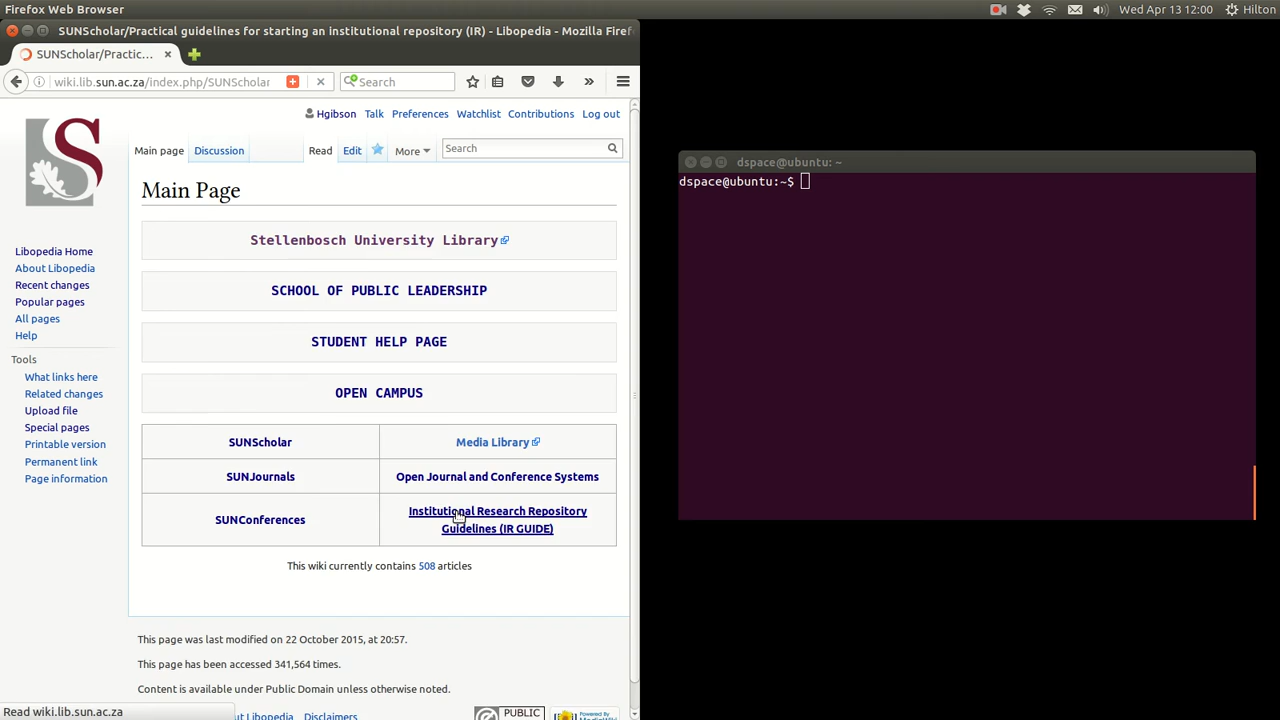 Firefox Web Browser
Wed Apr 13 12:00 Hilton
SUNScholar/Practical guidelines for starting an institutional repository (IR) - Libopedia - Mozilla Firef
SUNScholar/Practic...
wiki.lib.sun.ac.za/index.php/SUNScholar
Search
Hgibson Talk Preferences Watchlist Contributions Log out
Main page Discussion Read Edit More Search
Main Page
Stellenbosch University Library
SCHOOL OF PUBLIC LEADERSHIP
STUDENT HELP PAGE
OPEN CAMPUS
SUNScholar Media Library
SUNJournals Open Journal and Conference Systems
SUNConferences Institutional Research Repository
Guidelines (IR GUIDE)
This wiki currently contains 508 articles
Libopedia Home
About Libopedia
Recent changes
Popular pages
All pages
Help
Tools
What links here
Related changes
Upload file
Special pages
Printable version
Permanent link
Page information
This page was last modified on 22 October 2015, at 20:57.
This page has been accessed 341,564 times.
Content is available under Public Domain unless otherwise noted.
Read wiki.lib.sun.ac.za
ut Libopedia Disclaimers
PUBLIC
Powered By
MediaWiki
dspace@ubuntu: ~
dspace@ubuntu:~$